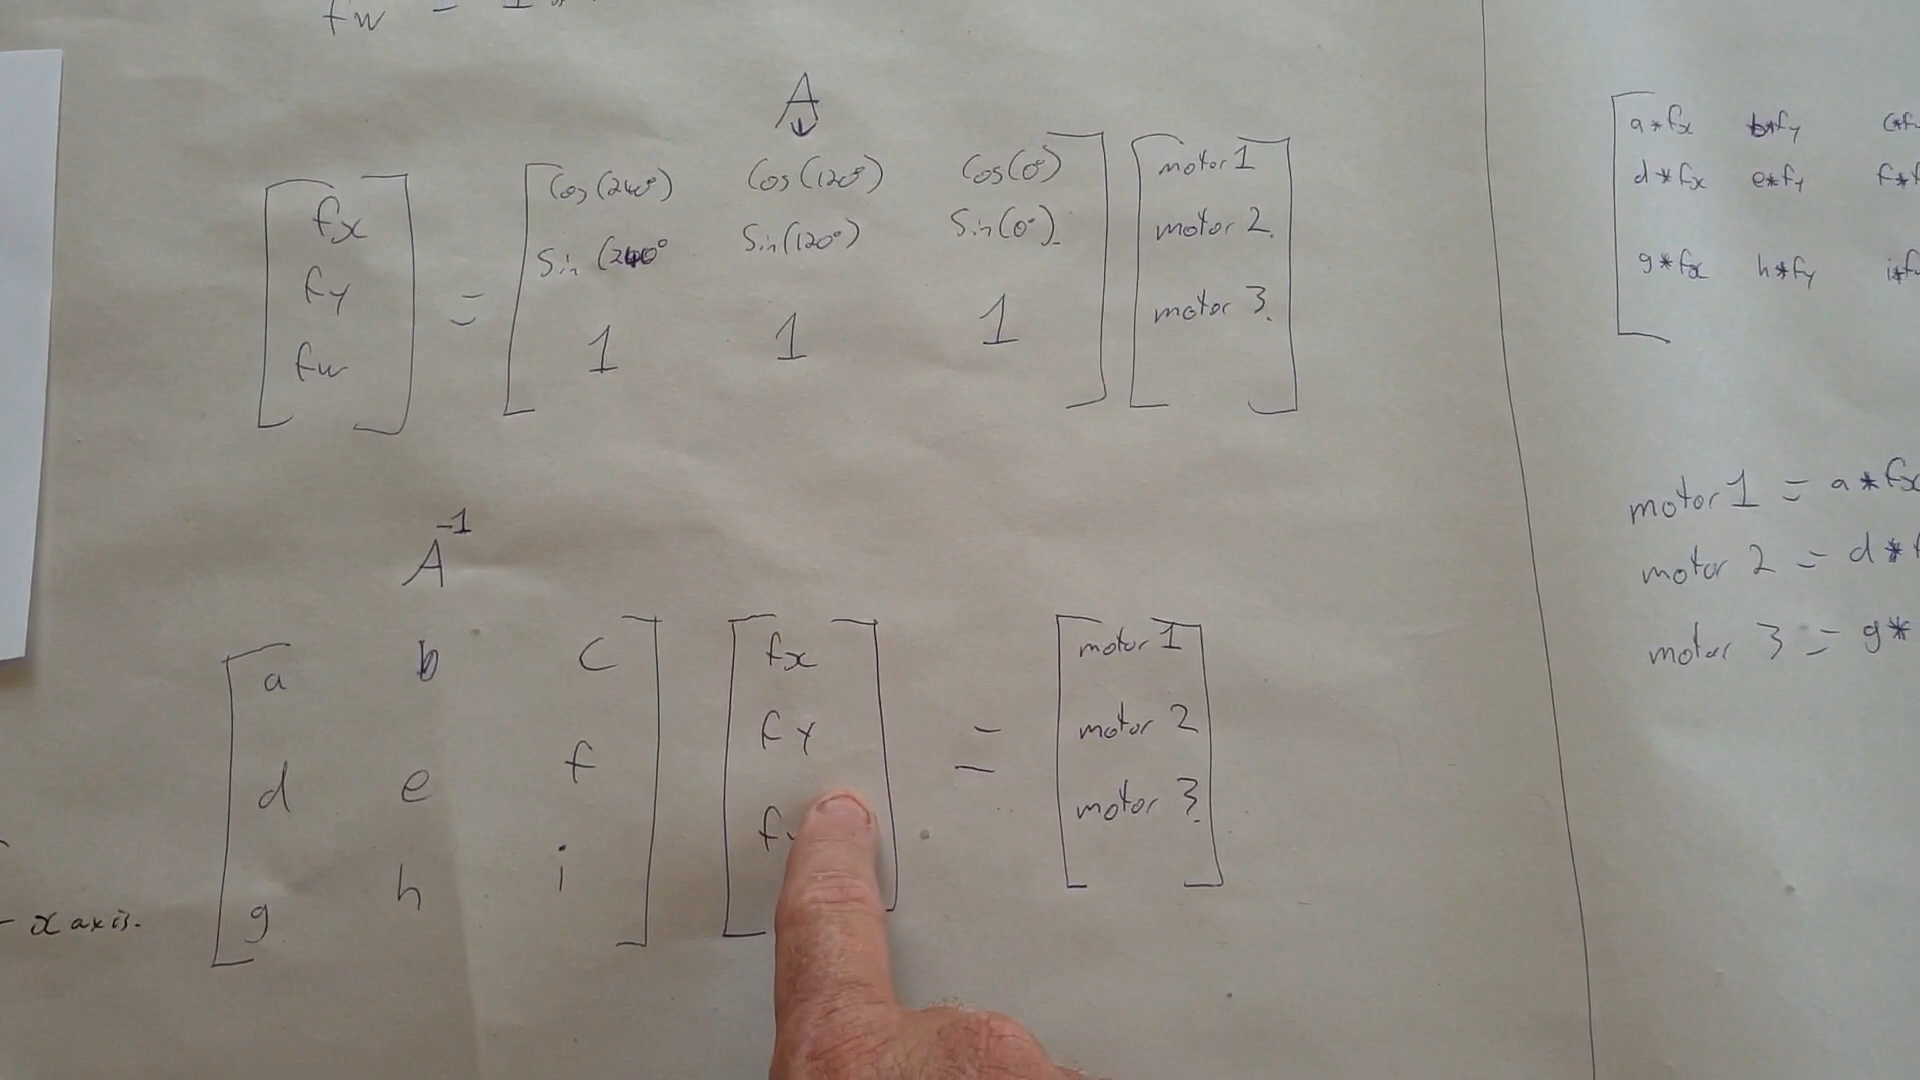 fw = 1
A
↓
[fx fy fw] = [Cos(240°) Cos(120°) Cos(0°)] [motor 1
Sin(240° Sin(120°) Sin(0°). motor 2.
1 1 1 motor 3.]
A⁻¹
[a b c] [fx] = [motor 1]
[d e f] [fy] [motor 2]
[g h i] [f] [motor 3.]
- x axis.
a*fx b*fy
d*fx e*fy
g*fx h*fy
motor 1 = a*fx
motor 2 = d*
motor 3 = g*